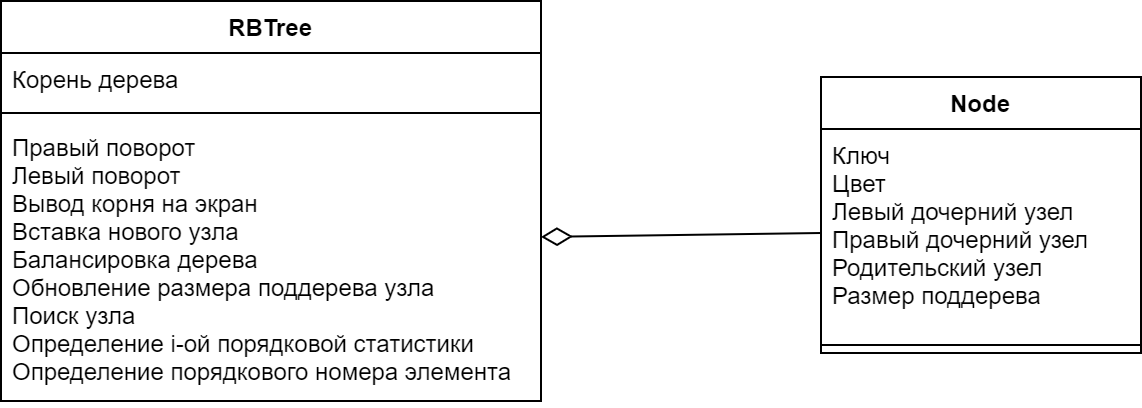 RBTree
Корень дерева
Правый поворот
Левый поворот
Вывод корня на экран
Вставка нового узла
Балансировка дерева
Обновление размера поддерева узла
Поиск узла
Определение i-ой порядковой статистики
Определение порядкового номера элемента
Node
Ключ
Цвет
Левый дочерний узел
Правый дочерний узел
Родительский узел
Размер поддерева